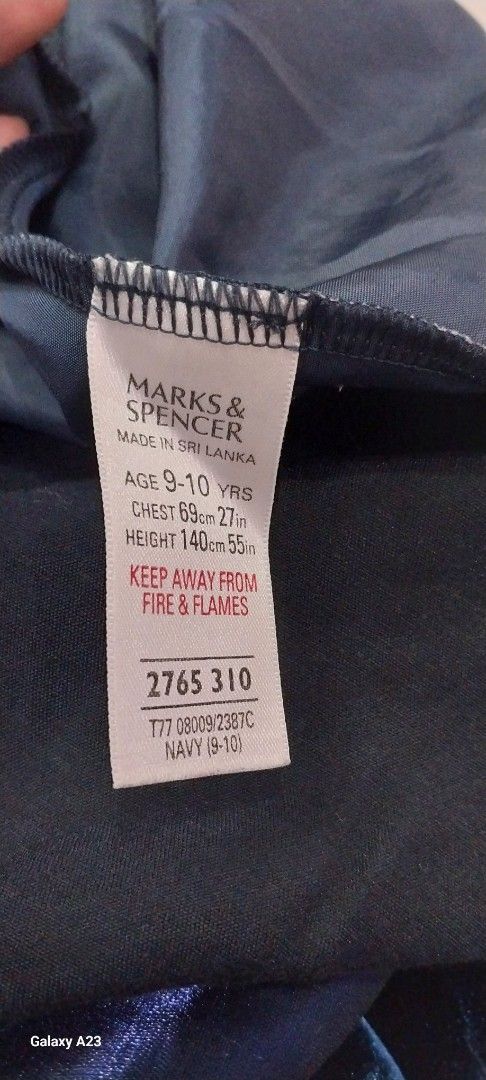 MARKS &
SPENCER
MADE IN SRI LANKA
AGE 9-10 YRS
CHEST 69cm 27in
HEIGHT 140cm 55in
KEEP AWAY FROM
FIRE & FLAMES
2765 310
T77 08009/2387C
NAVY (9-10)
Galaxy A23